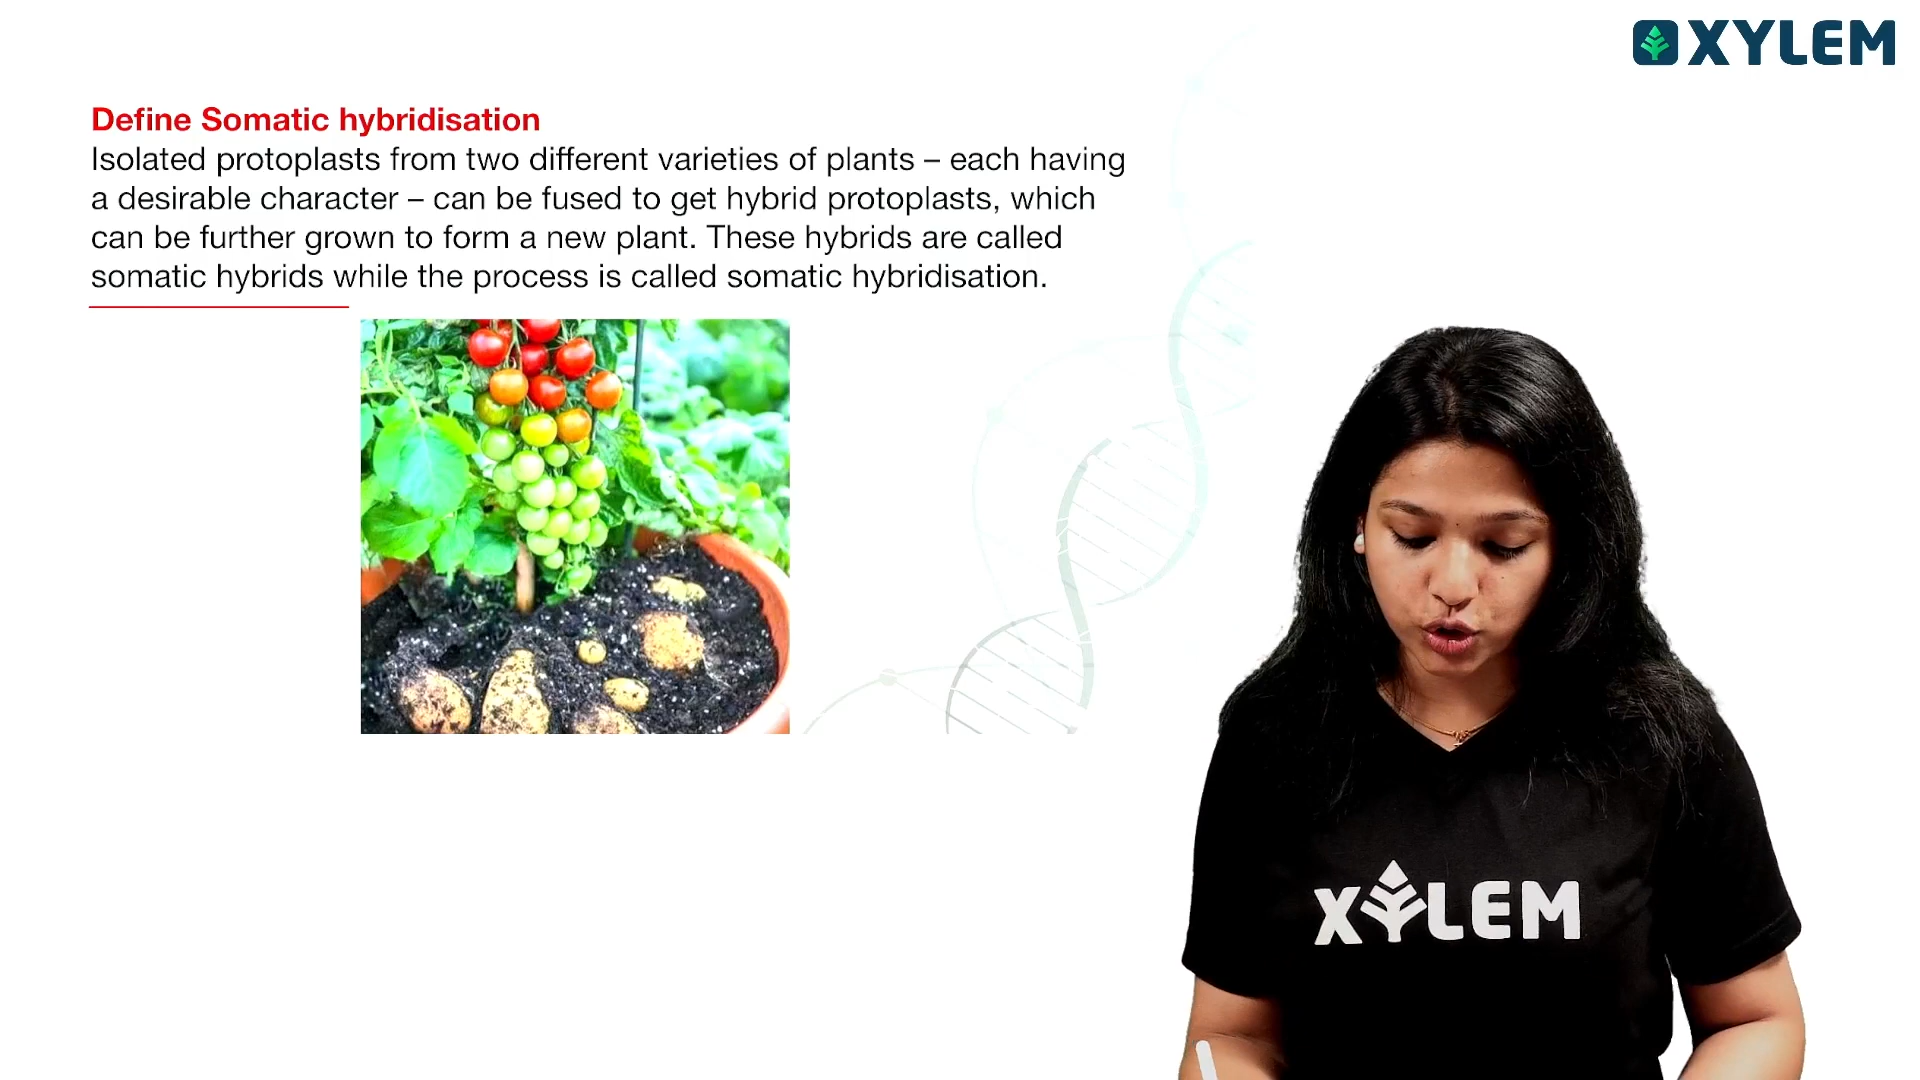 XYLEM
Define Somatic hybridisation
Isolated protoplasts from two different varieties of plants – each having
a desirable character – can be fused to get hybrid protoplasts, which
can be further grown to form a new plant. These hybrids are called
somatic hybrids while the process is called somatic hybridisation.
XYLEM